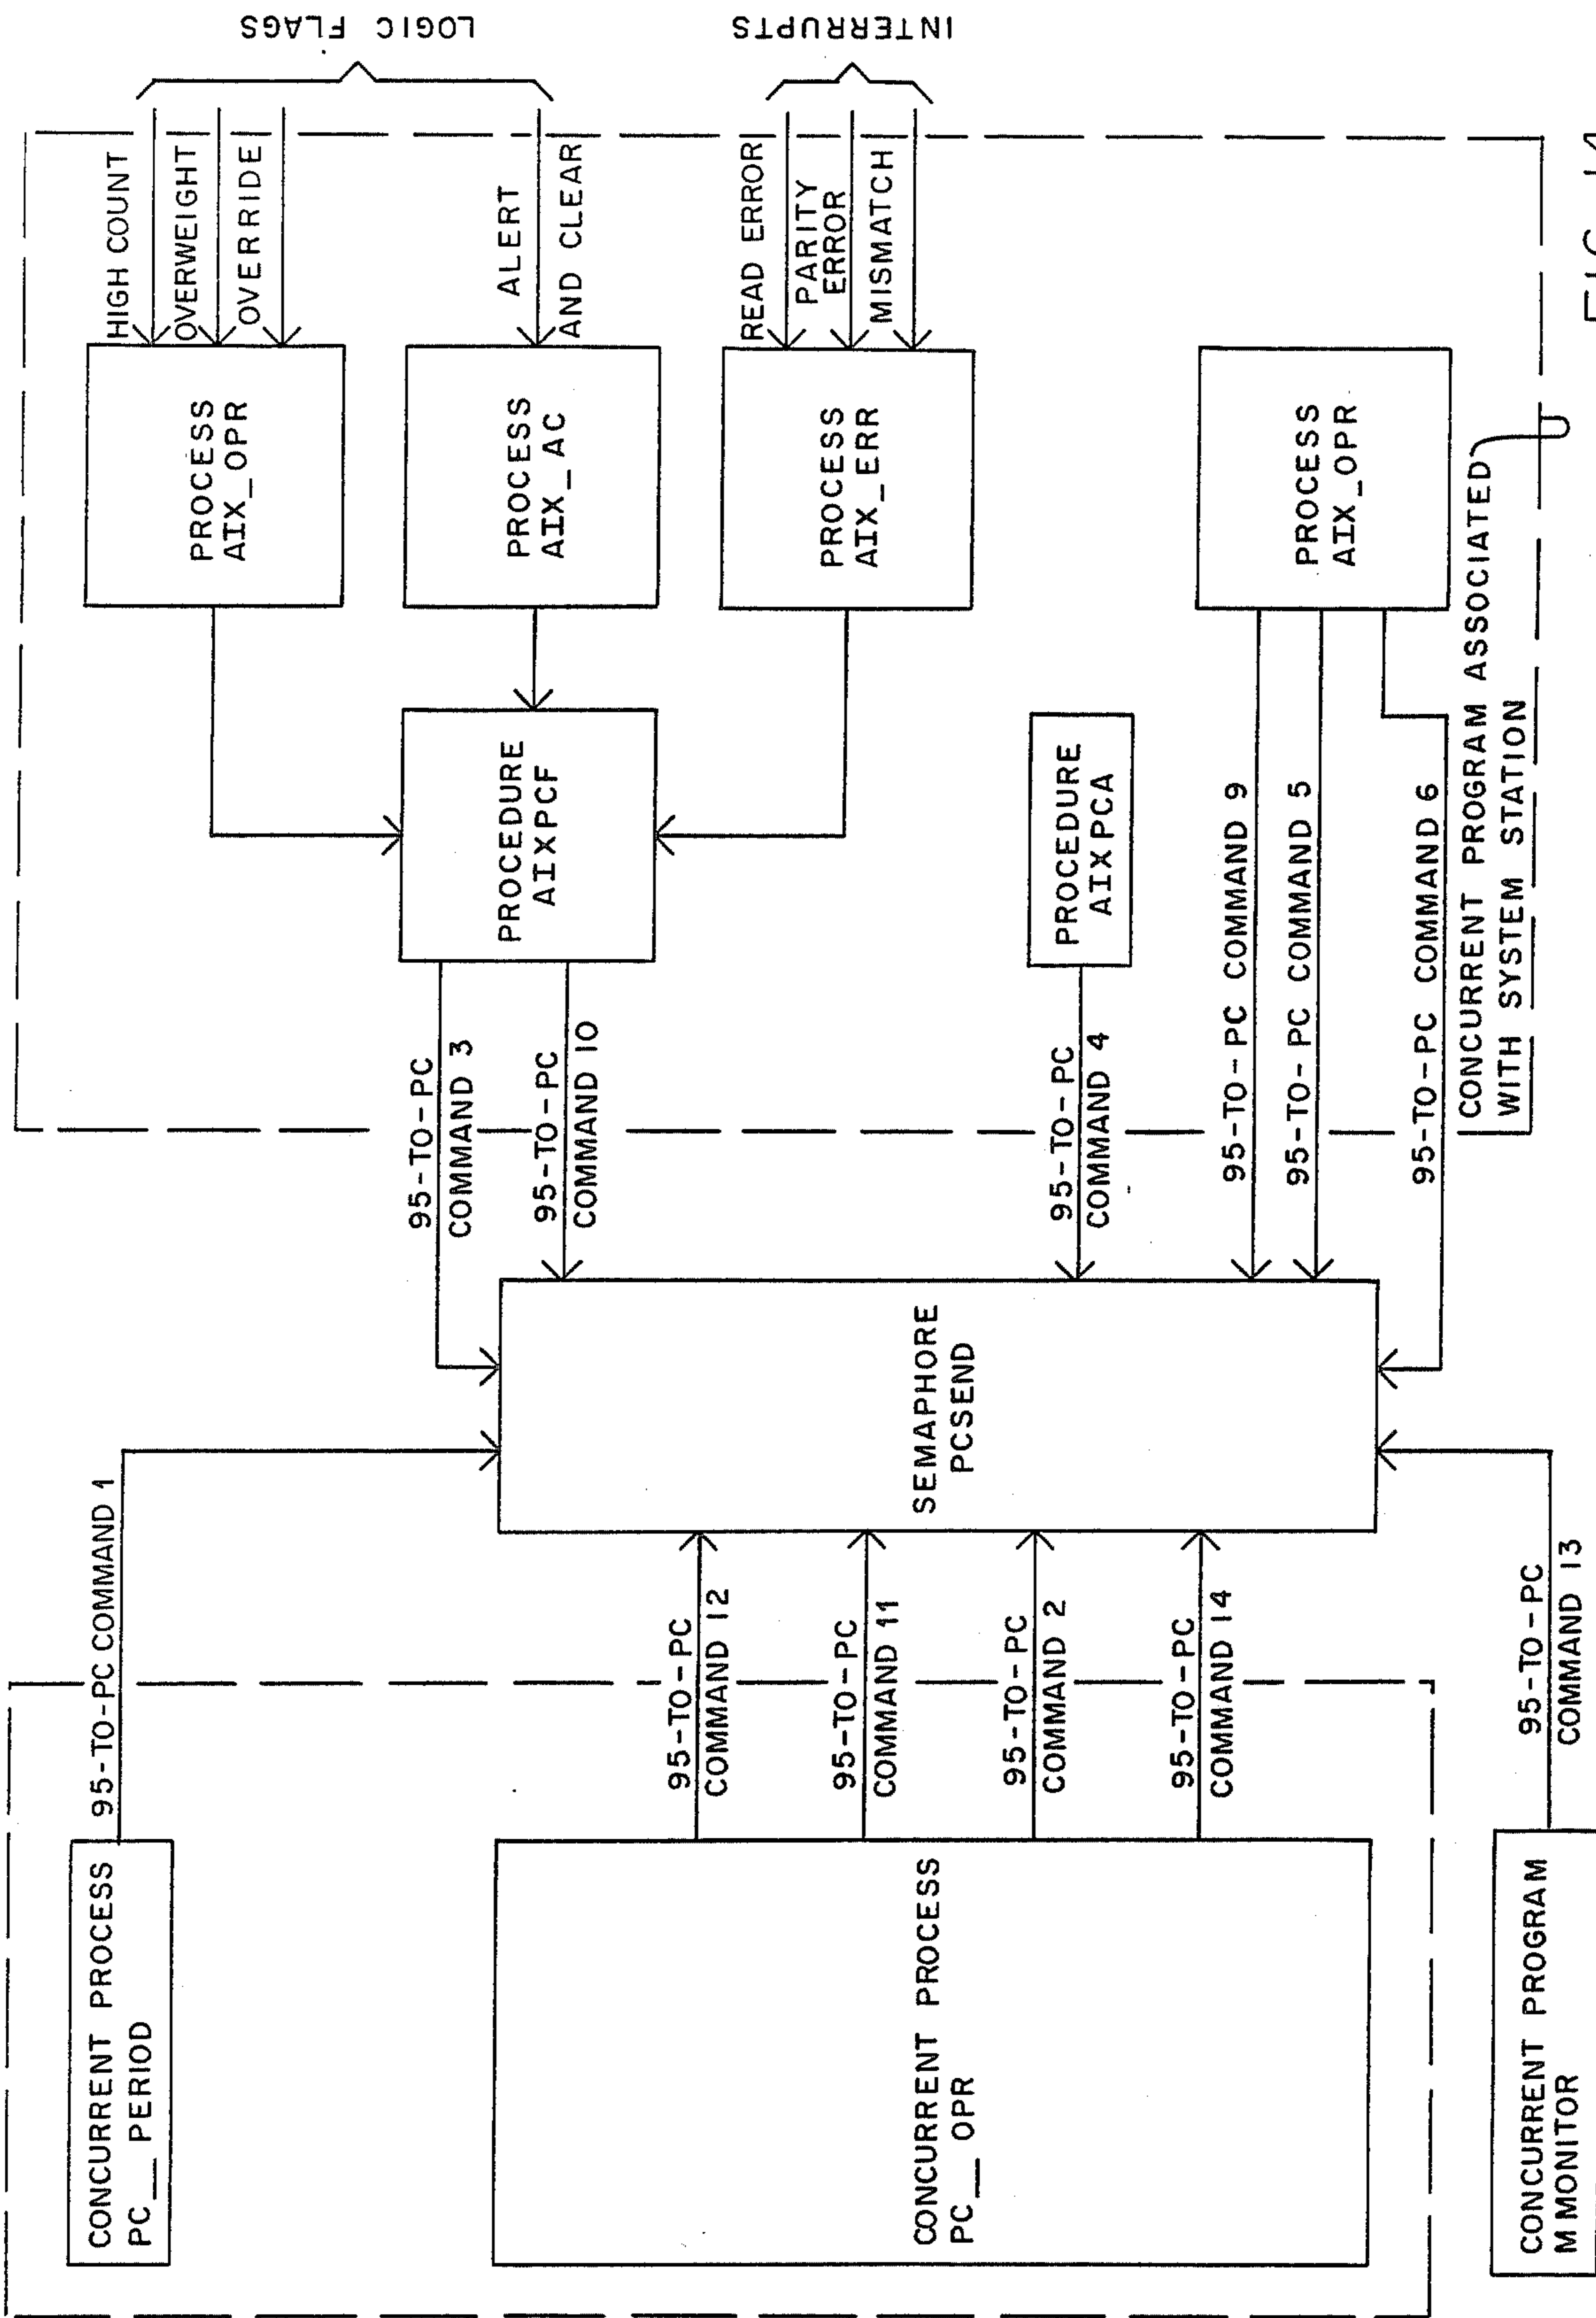 CONCURRENT PROCESS
PC__PERIOD
95-TO-PC COMMAND 1
CONCURRENT PROCESS
PC__OPR
95-TO-PC
COMMAND 12
95-TO-PC
COMMAND 11
95-TO-PC
COMMAND 2
95-TO-PC
COMMAND 14
CONCURRENT PROGRAM
M MONITOR
95-TO-PC
COMMAND 13
SEMAPHORE
PCSEND
95-TO-PC
COMMAND 3
95-TO-PC
COMMAND 10
95-TO-PC
COMMAND 4
95-TO-PC COMMAND 9
95-TO-PC COMMAND 5
95-TO-PC COMMAND 6
PROCEDURE
AIXPCF
PROCEDURE
AIXPCA
PROCESS
AIX_OPR
PROCESS
AIX_AC
PROCESS
AIX_ERR
PROCESS
AIX_OPR
HIGH COUNT
OVERWEIGHT
OVERRIDE
ALERT
AND CLEAR
READ ERROR
PARITY
ERROR
MISMATCH
LOGIC FLAGS
INTERRUPTS
CONCURRENT PROGRAM ASSOCIATED
WITH SYSTEM STATION